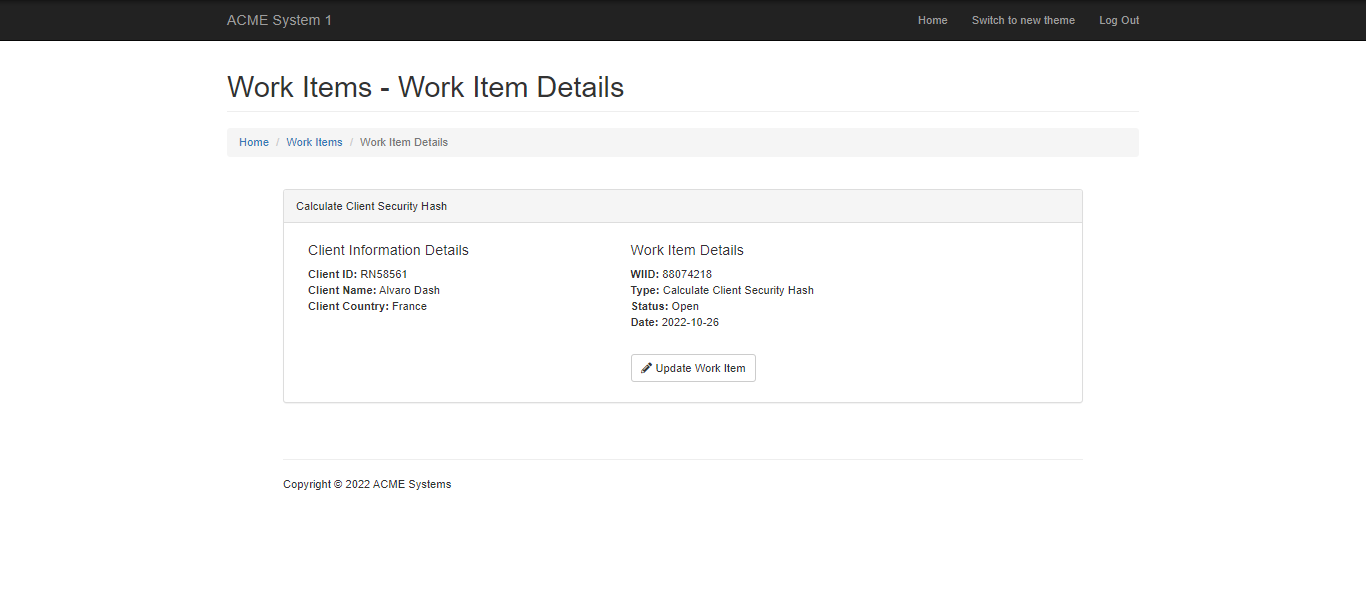 ACME System 1
Home
Switch to new theme
Log Out
Work Items - Work Item Details
Home / Work Items / Work Item Details
Calculate Client Security Hash
Client Information Details
Client ID: RN58561
Client Name: Alvaro Dash
Client Country: France
Work Item Details
WIID: 88074218
Type: Calculate Client Security Hash
Status: Open
Date: 2022-10-26
Update Work Item
Copyright © 2022 ACME Systems